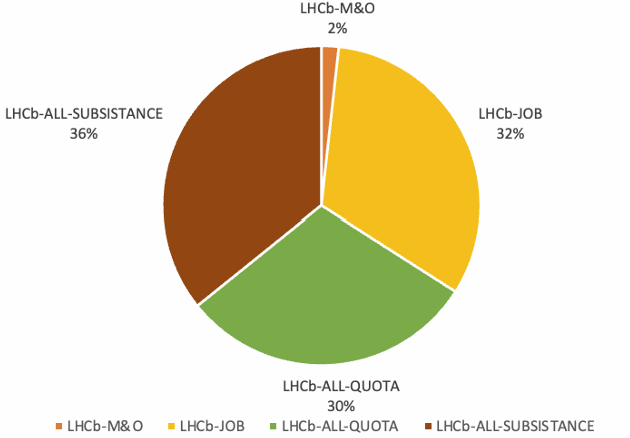 LHCb-M&O
2%
LHCb-ALL-SUBSISTANCE
36%
LHCb-JOB
32%
LHCb-ALL-QUOTA
30%
LHCb-M&O LHCb-JOB LHCb-ALL-QUOTA LHCb-ALL-SUBSISTANCE